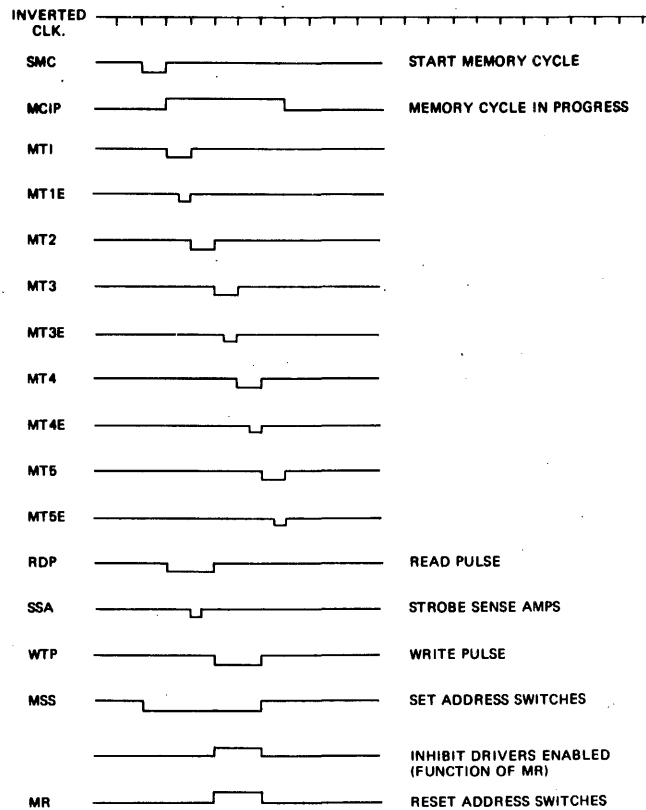 INVERTED
CLK.
SMC START MEMORY CYCLE
MCIP MEMORY CYCLE IN PROGRESS
MT1
MT1E
MT2
MT3
MT3E
MT4
MT4E
MT5
MT5E
RDP READ PULSE
SSA STROBE SENSE AMPS
WTP WRITE PULSE
MSS SET ADDRESS SWITCHES
INHIBIT DRIVERS ENABLED
(FUNCTION OF MR)
MR RESET ADDRESS SWITCHES